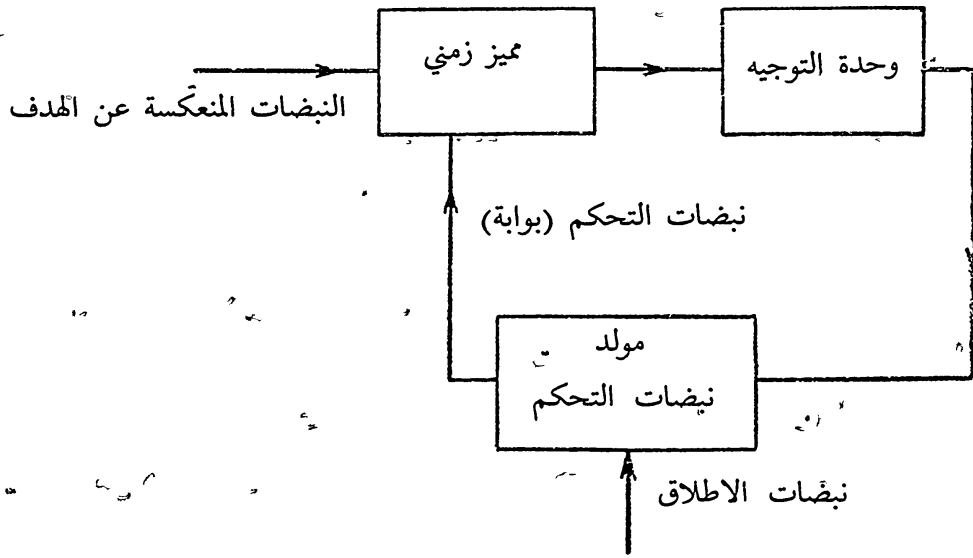 مميز زمني
وحدة التوجيه
النبضات المنعكسة عن الهدف
نبضات التحكم (بوابة)
مولد
نبضات التحكم
نبضات الاطلاق